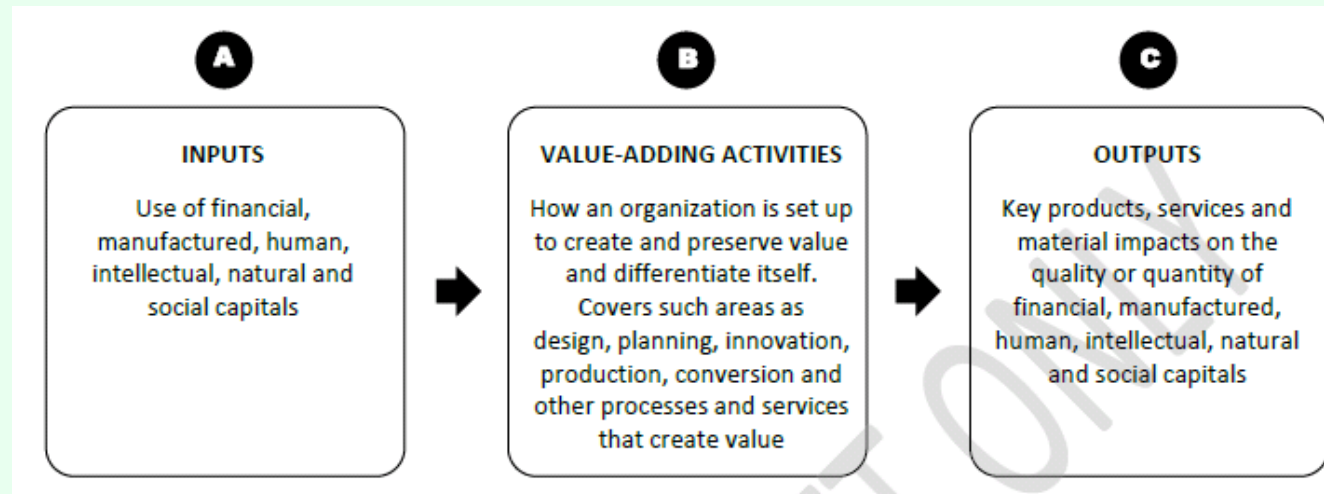 A
B
C
INPUTS
Use of financial,
manufactured, human,
intellectual, natural and
social capitals
VALUE-ADDING ACTIVITIES
How an organization is set up
to create and preserve value
and differentiate itself.
Covers such areas as
design, planning, innovation,
production, conversion and
other processes and services
that create value
OUTPUTS
Key products, services and
material impacts on the
quality or quantity of
financial, manufactured,
human, intellectual, natural
and social capitals
T ONLY